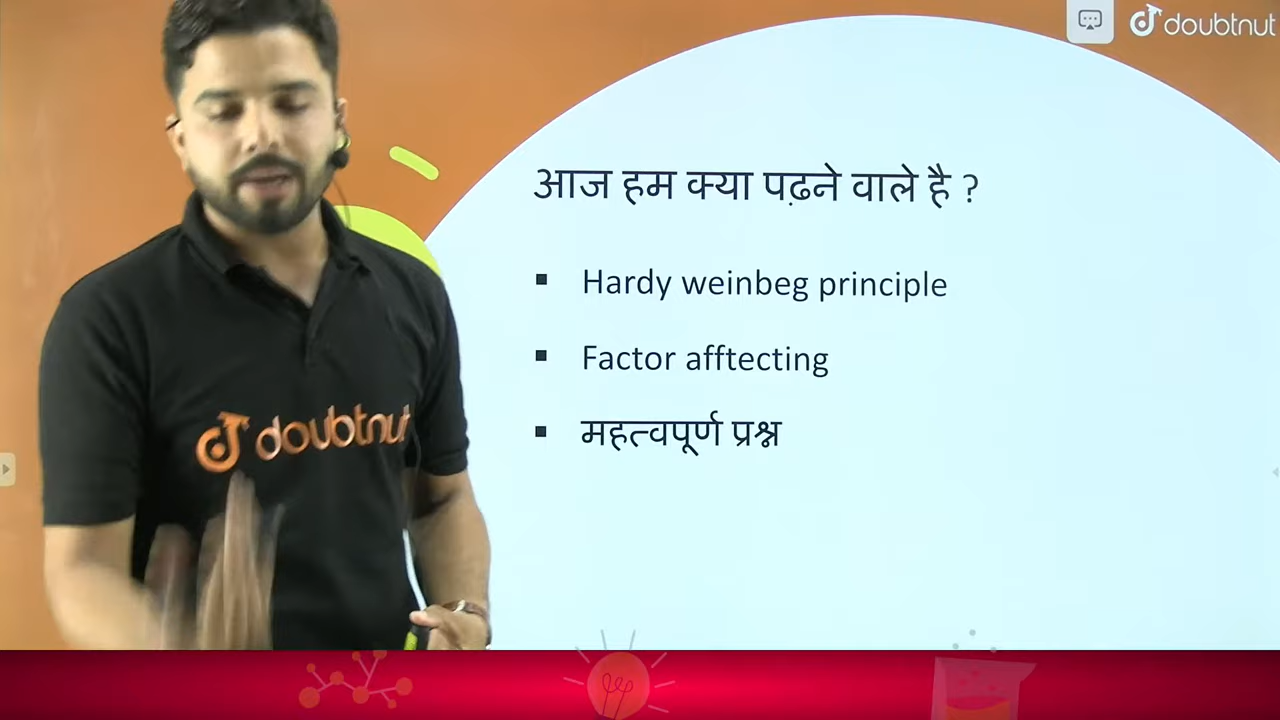 doubtnut
आज हम क्या पढ़ने वाले है ?
Hardy weinbeg principle
Factor afftecting
महत्वपूर्ण प्रश्न
doubtnut